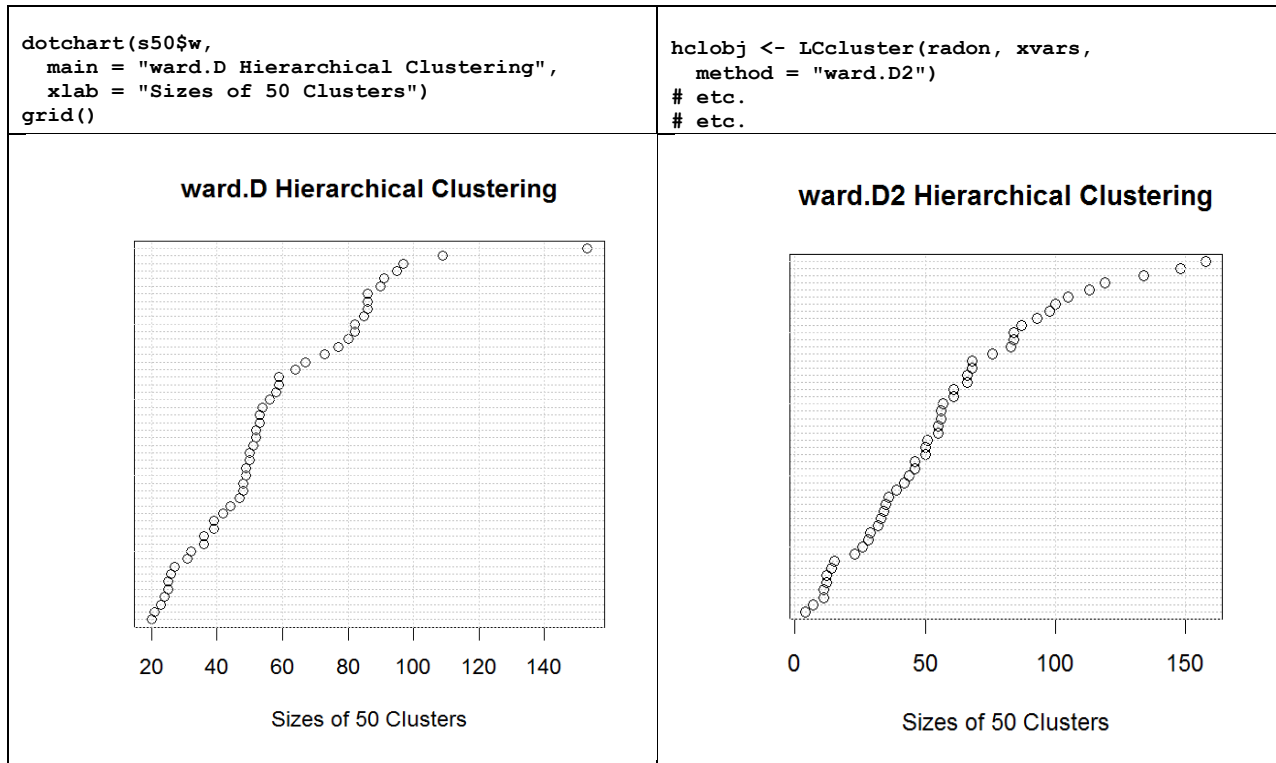 dotchart(s50$w,
  main = "ward.D Hierarchical Clustering",
  xlab = "Sizes of 50 Clusters")
grid()
hclobj <- LCcluster(radon, xvars,
  method = "ward.D2")
# etc.
# etc.
ward.D Hierarchical Clustering
20 40 60 80 100 120 140
Sizes of 50 Clusters
ward.D2 Hierarchical Clustering
0 50 100 150
Sizes of 50 Clusters